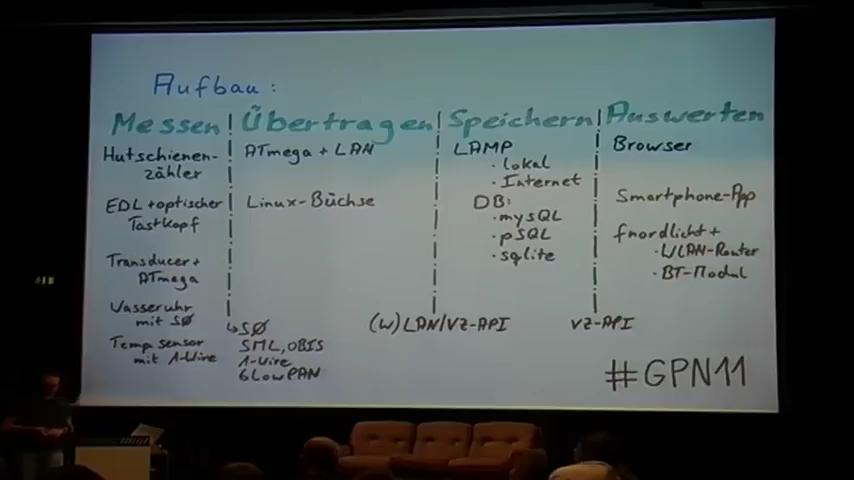 Aufbau:
Messen | Übertragen | Speichern | Auswerten
Hutschienen-
zähler
EDL + optischer
Tastkopf
Transducer +
ATmega
Wasseruhr
mit SØ
Temp sensor
mit 1-Wire
ATmega + LAN
Linux-Büchse
↳ SØ
SML, OBIS
1-Wire
6LowPAN
LAMP
· lokal
· Internet
DB:
· mySQL
· pSQL
· sqlite
(W)LAN/VZ-API
Browser
Smartphone-App
fnordlicht +
· WLAN-Router
· BT-Modul
VZ-API
#GPN11